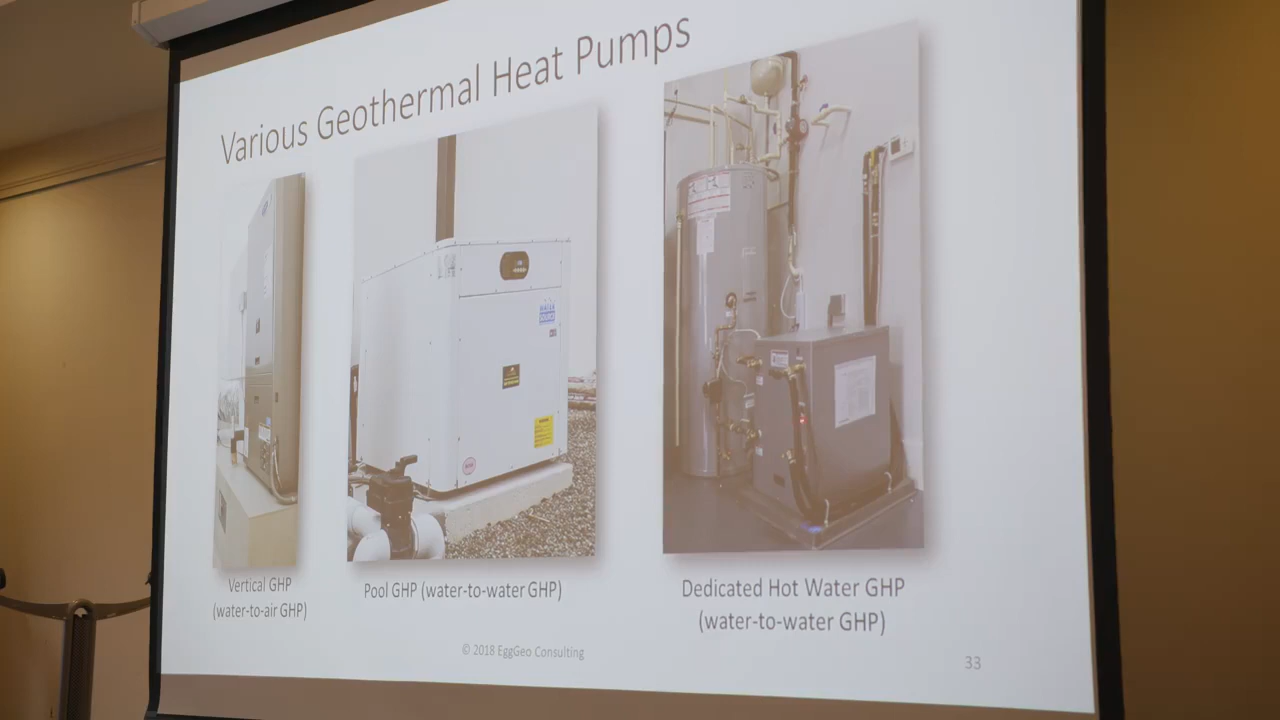 Various Geothermal Heat Pumps
Vertical GHP
(water-to-air GHP)
Pool GHP (water-to-water GHP)
Dedicated Hot Water GHP
(water-to-water GHP)
© 2018 EggGeo Consulting
33